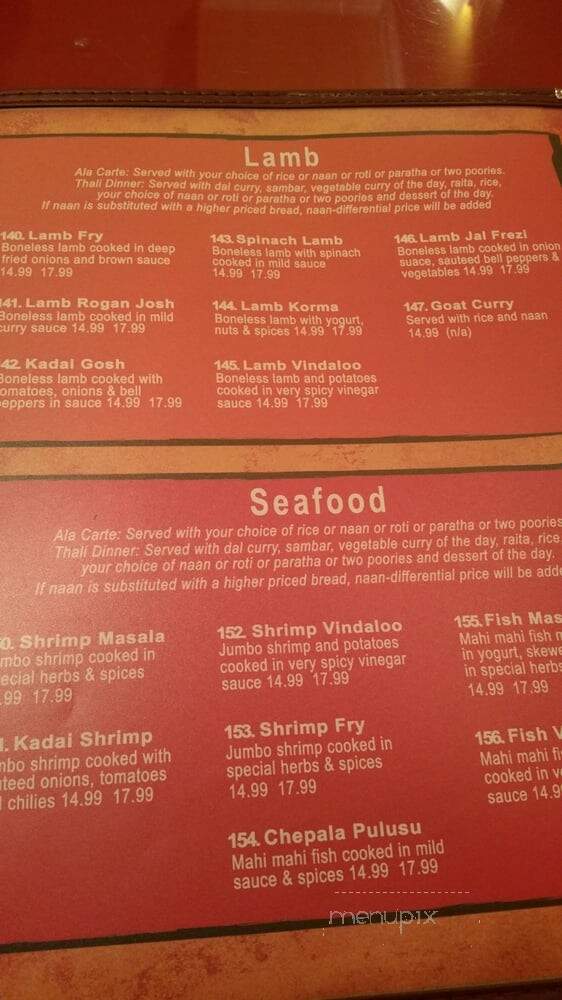 Lamb
Ala Carte: Served with your choice of rice or naan or roti or paratha or two poories.
Thali Dinner: Served with dal curry, sambar, vegetable curry of the day, raita, rice,
your choice of naan or roti or paratha or two poories and dessert of the day.
If naan is substituted with a higher priced bread, naan-differential price will be added
140. Lamb Fry
Boneless lamb cooked in deep
fried onions and brown sauce
14.99 17.99
141. Lamb Rogan Josh
Boneless lamb cooked in mild
curry sauce 14.99 17.99
42. Kadai Gosh
Boneless lamb cooked with
omatoes, onions & bell
eppers in sauce 14.99 17.99
143. Spinach Lamb
Boneless lamb with spinach
cooked in mild sauce
14.99 17.99
144. Lamb Korma
Boneless lamb with yogurt,
nuts & spices 14.99 17.99
145. Lamb Vindaloo
Boneless lamb and potatoes
cooked in very spicy vinegar
sauce 14.99 17.99
146. Lamb Jal Frezi
Boneless lamb cooked in onion
suace, sauteed bell peppers &
vegetables 14.99 17.99
147. Goat Curry
Served with rice and naan
14.99 (n/a)
Seafood
Ala Carte: Served with your choice of rice or naan or roti or paratha or two poories
Thali Dinner: Served with dal curry, sambar, vegetable curry of the day, raita, rice,
your choice of naan or roti or paratha or two poories and dessert of the day.
If naan is substituted with a higher priced bread, naan-differential price will be adde
0. Shrimp Masala
mbo shrimp cooked in
ecial herbs & spices
.99 17.99
. Kadai Shrimp
mbo shrimp cooked with
uteed onions, tomatoes
chilies 14.99 17.99
152. Shrimp Vindaloo
Jumbo shrimp and potatoes
cooked in very spicy vinegar
sauce 14.99 17.99
153. Shrimp Fry
Jumbo shrimp cooked in
special herbs & spices
14.99 17.99
154. Chepala Pulusu
Mahi mahi fish cooked in mild
sauce & spices 14.99 17.99
155. Fish Mas
Mahi mahi fish m
in yogurt, skewe
in special herbs
14.99 17.99
156. Fish V
Mahi mahi fi
cooked in ve
sauce 14.9
menupix